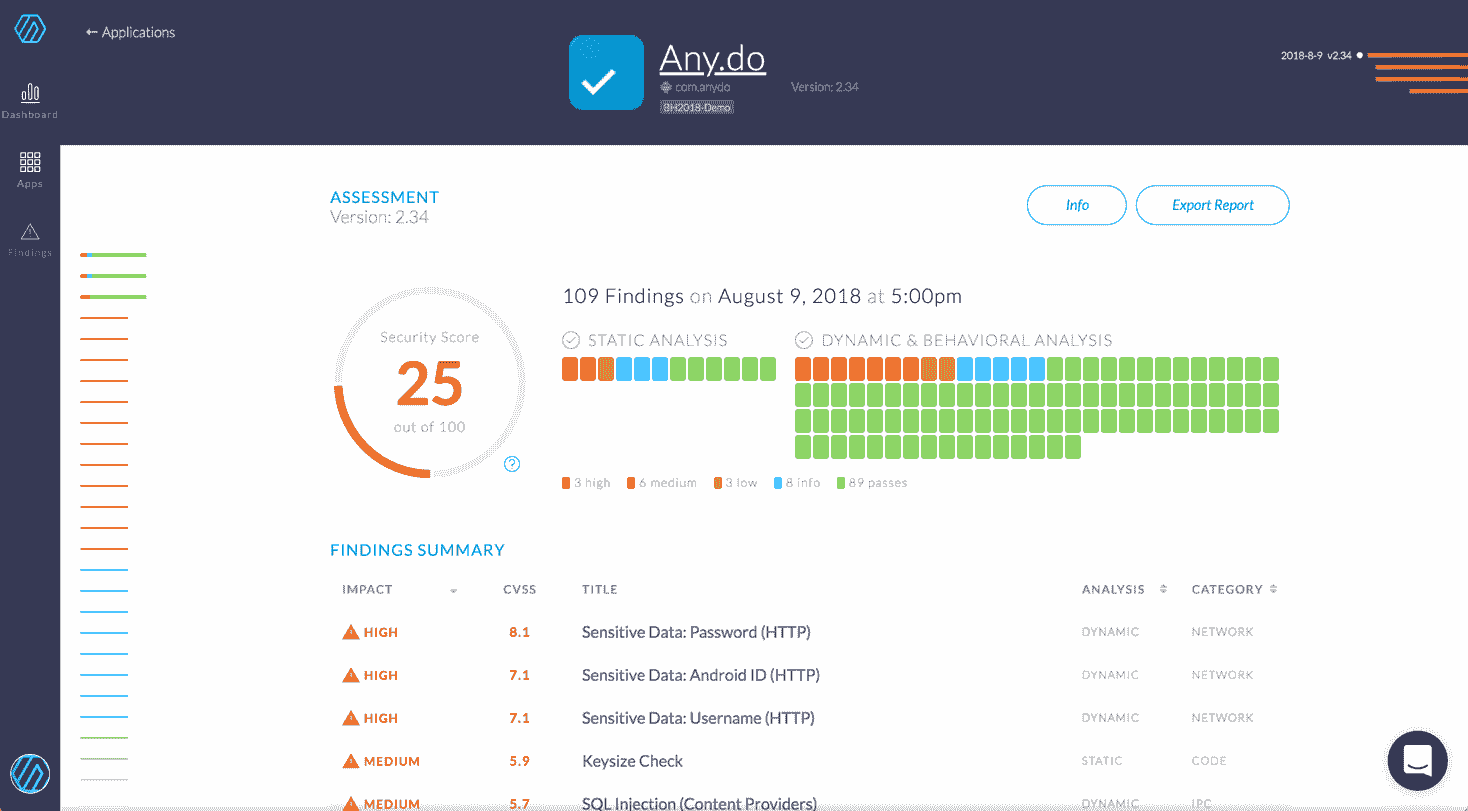 ← Applications
Any.do
com.anydo
Version: 2.34
BH2018-Demo
2018-8-9 v2.34
Dashboard
Apps
Findings
ASSESSMENT
Version: 2.34
Info
Export Report
Security Score
25
out of 100
?
109 Findings on August 9, 2018 at 5:00pm
STATIC ANALYSIS
DYNAMIC & BEHAVIORAL ANALYSIS
3 high 6 medium 3 low 8 info 89 passes
FINDINGS SUMMARY
IMPACT CVSS TITLE ANALYSIS CATEGORY
HIGH 8.1 Sensitive Data: Password (HTTP) DYNAMIC NETWORK
HIGH 7.1 Sensitive Data: Android ID (HTTP) DYNAMIC NETWORK
HIGH 7.1 Sensitive Data: Username (HTTP) DYNAMIC NETWORK
MEDIUM 5.9 Keysize Check STATIC CODE
MEDIUM 5.7 SQL Injection (Content Providers) DYNAMIC IPC